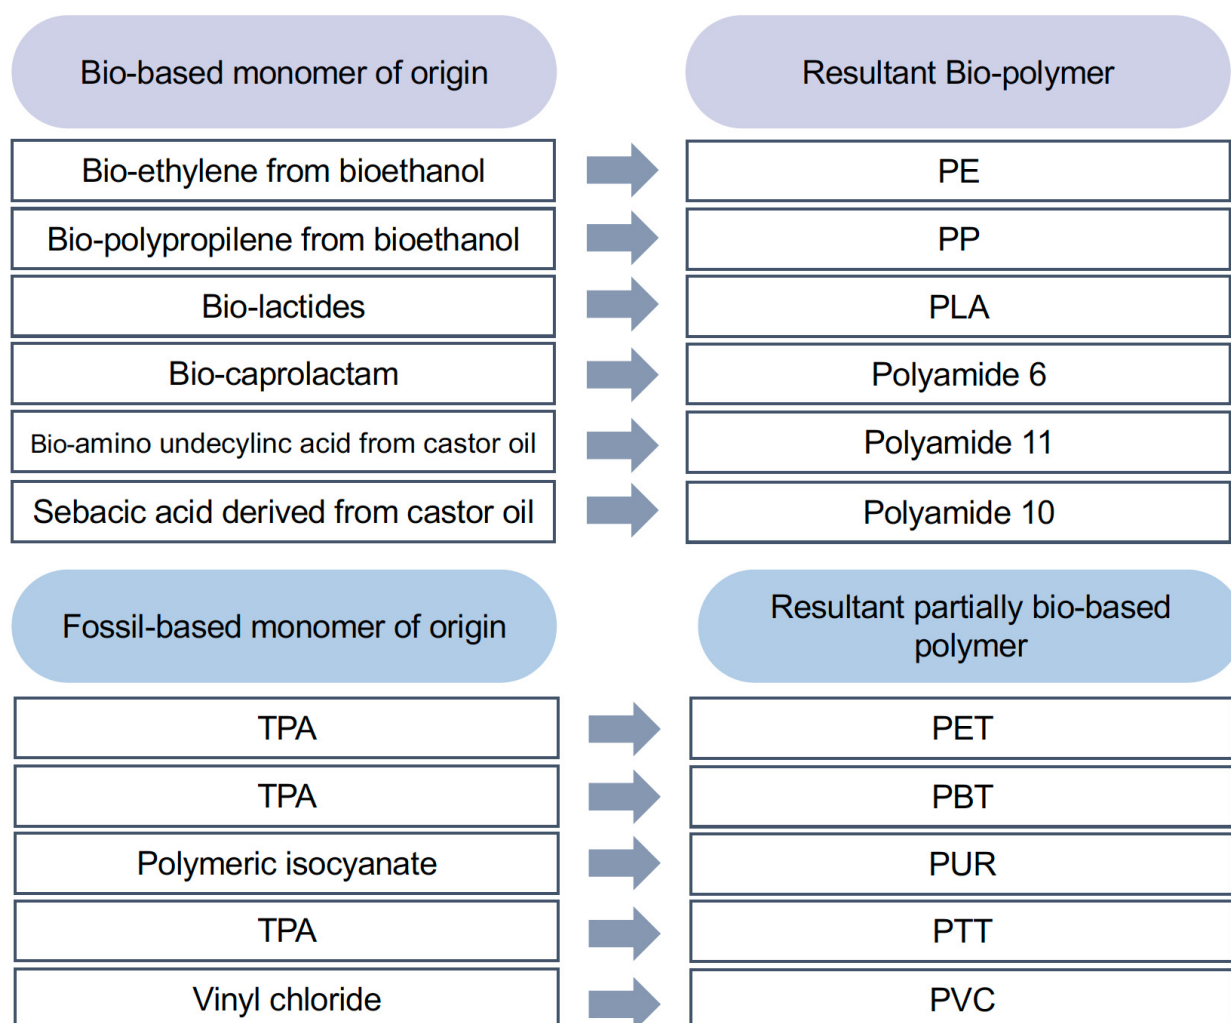 Bio-based monomer of origin
Resultant Bio-polymer
Bio-ethylene from bioethanol
PE
Bio-polypropilene from bioethanol
PP
Bio-lactides
PLA
Bio-caprolactam
Polyamide 6
Bio-amino undecylinc acid from castor oil
Polyamide 11
Sebacic acid derived from castor oil
Polyamide 10
Fossil-based monomer of origin
Resultant partially bio-based
polymer
TPA
PET
TPA
PBT
Polymeric isocyanate
PUR
TPA
PTT
Vinyl chloride
PVC